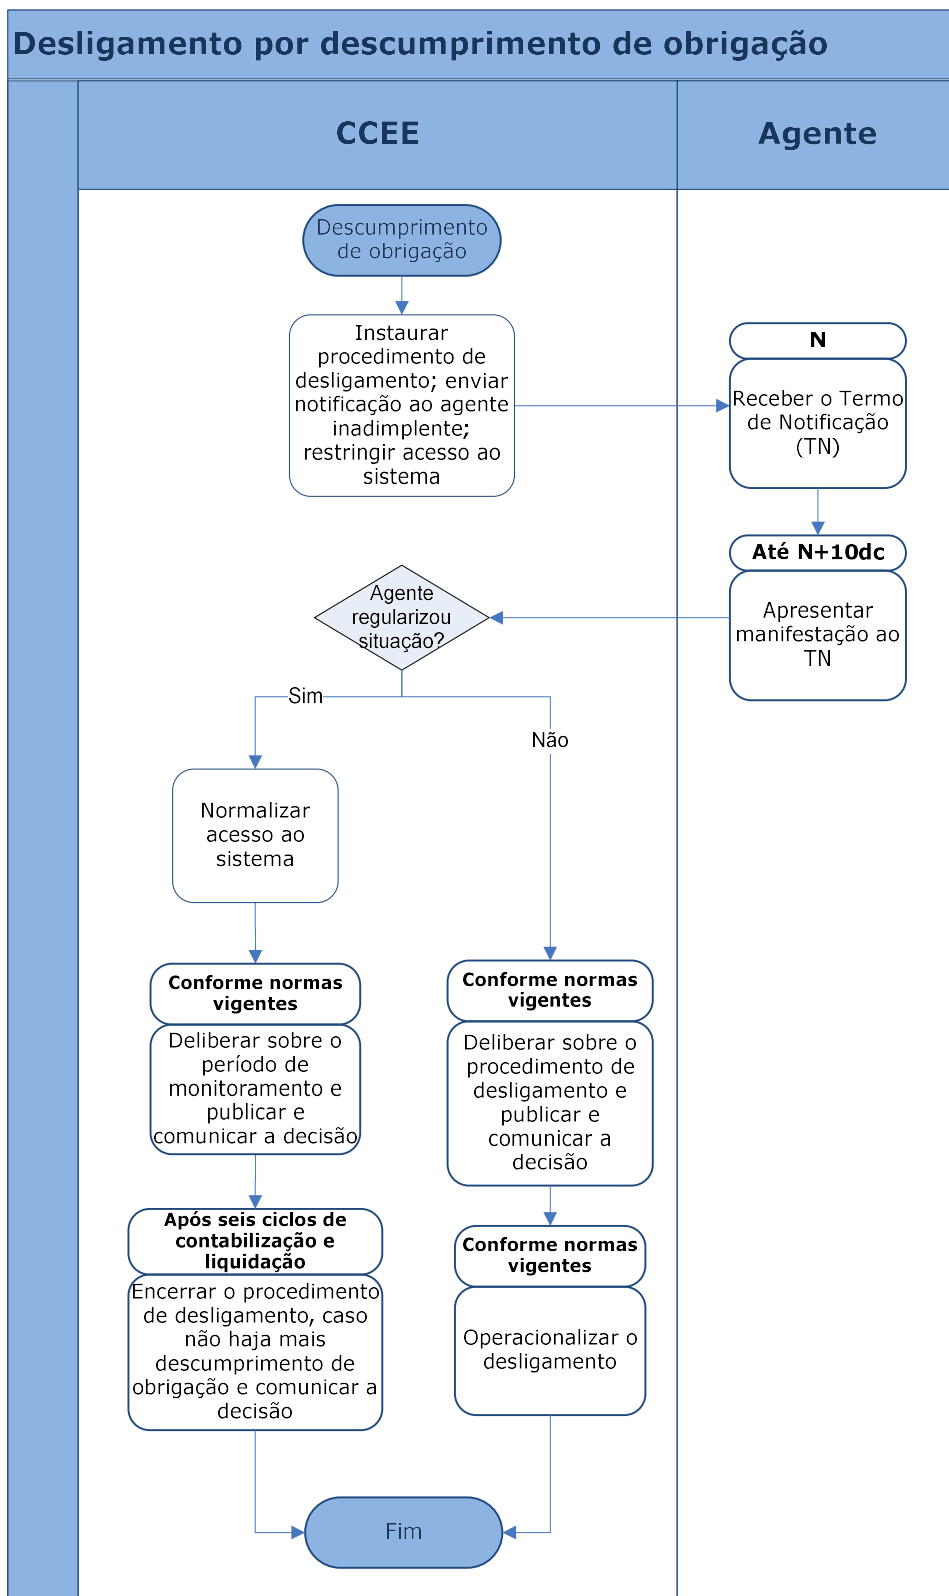 Desligamento por descumprimento de obrigação
CCEE
Agente
Descumprimento
de obrigação
Instaurar
procedimento de
desligamento; enviar
notificação ao agente
inadimplente;
restringir acesso ao
sistema
N
Receber o Termo
de Notificação
(TN)
Até N+10dc
Apresentar
manifestação ao
TN
Agente
regularizou
situação?
Sim
Não
Normalizar
acesso ao
sistema
Conforme normas
vigentes
Deliberar sobre o
período de
monitoramento e
publicar e
comunicar a decisão
Conforme normas
vigentes
Deliberar sobre o
procedimento de
desligamento e
publicar e
comunicar a
decisão
Após seis ciclos de
contabilização e
liquidação
Encerrar o procedimento
de desligamento, caso
não haja mais
descumprimento de
obrigação e comunicar a
decisão
Conforme normas
vigentes
Operacionalizar o
desligamento
Fim